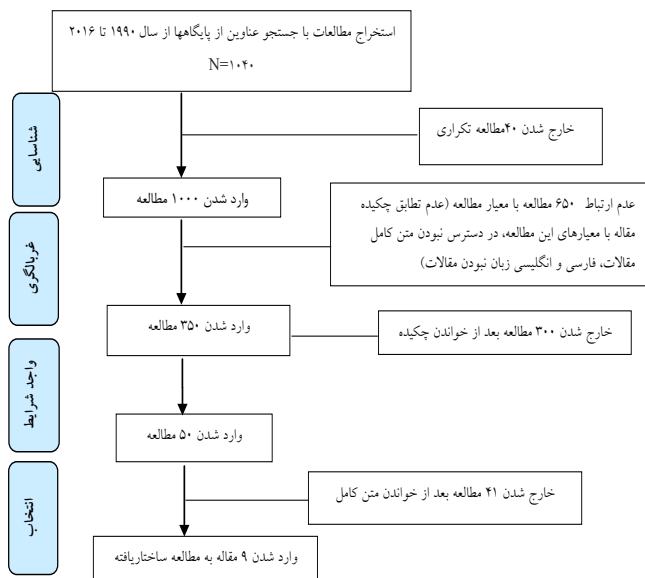 استخراج مطالعات با جستجو عناوین از پایگاهها از سال ۱۹۹۰ تا ۲۰۱۶
N=۱۰۴۰
شناسایی
خارج شدن ۴۰مطالعه تکراری
وارد شدن ۱۰۰۰ مطالعه
عدم ارتباط ۶۵۰ مطالعه با معیار مطالعه (عدم تطابق چکیده
مقاله با معیارهای این مطالعه، در دسترس نبودن متن کامل
مقالات، فارسی و انگلیسی زبان نبودن مقالات)
غربالگری
وارد شدن ۳۵۰ مطالعه
خارج شدن ۳۰۰ مطالعه بعد از خواندن چکیده
واجد شرایط
وارد شدن ۵۰ مطالعه
خارج شدن ۴۱ مطالعه بعد از خواندن متن کامل
انتخاب
وارد شدن ۹ مقاله به مطالعه ساختاریافته